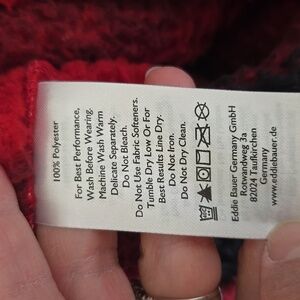 100% Polyester
For Best Performance,
Wash Before Wearing.
Machine Wash Warm
Delicate Separately.
Do Not Bleach.
Do Not Use Fabric Softeners.
Tumble Dry Low Or For
Best Results Line Dry.
Do Not Iron.
Do Not Dry Clean.
Eddie Bauer Germany GmbH
Rotwandweg 3a
82024 Taufkirchen
Germany
www.eddiebauer.de